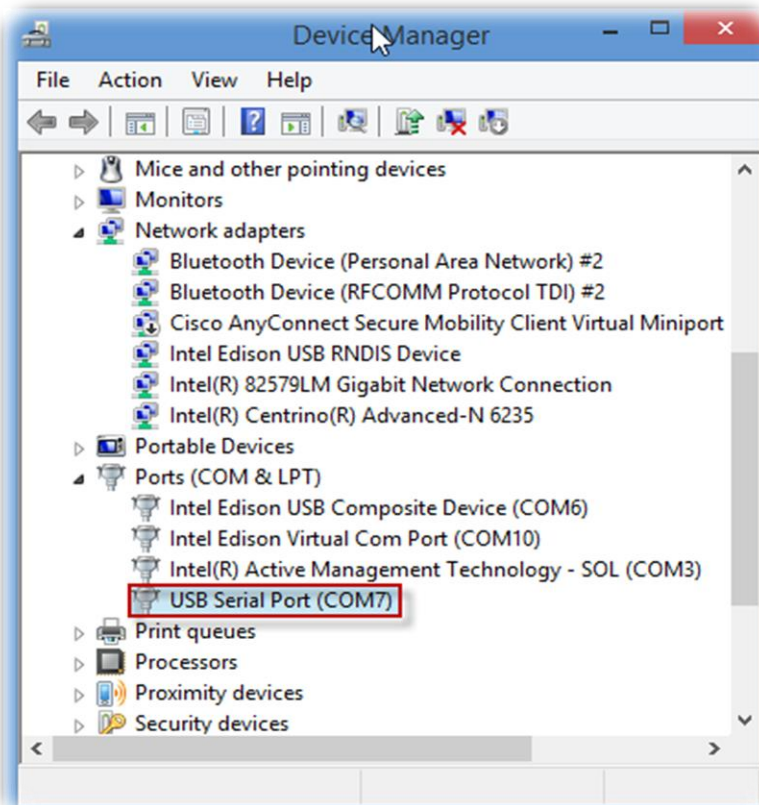 Device Manager
File Action View Help
Mice and other pointing devices
Monitors
Network adapters
Bluetooth Device (Personal Area Network) #2
Bluetooth Device (RFCOMM Protocol TDI) #2
Cisco AnyConnect Secure Mobility Client Virtual Miniport
Intel Edison USB RNDIS Device
Intel(R) 82579LM Gigabit Network Connection
Intel(R) Centrino(R) Advanced-N 6235
Portable Devices
Ports (COM & LPT)
Intel Edison USB Composite Device (COM6)
Intel Edison Virtual Com Port (COM10)
Intel(R) Active Management Technology - SOL (COM3)
USB Serial Port (COM7)
Print queues
Processors
Proximity devices
Security devices